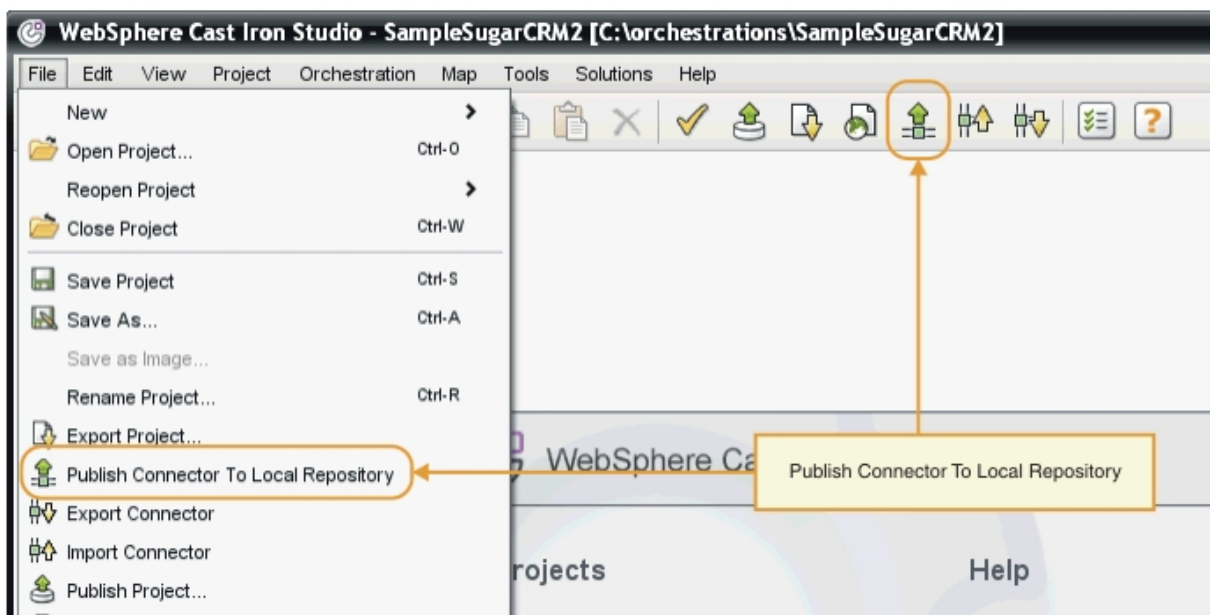 WebSphere Cast Iron Studio - SampleSugarCRM2 [C:\orchestrations\SampleSugarCRM2]
File Edit View Project Orchestration Map Tools Solutions Help
New
Open Project... Ctrl-O
Reopen Project
Close Project Ctrl-W
Save Project Ctrl-S
Save As... Ctrl-A
Save as Image...
Rename Project... Ctrl-R
Export Project...
Publish Connector To Local Repository
Export Connector
Import Connector
Publish Project...
WebSphere Ca
Publish Connector To Local Repository
rojects
Help